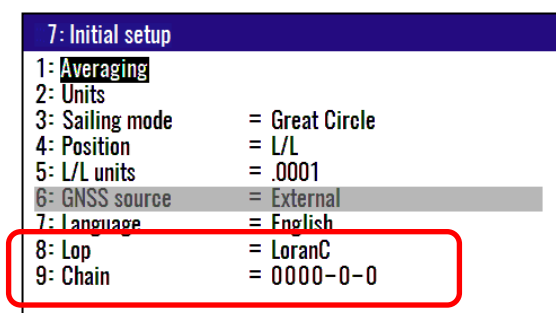 7: Initial setup
1: Averaging
2: Units
3: Sailing mode = Great Circle
4: Position = L/L
5: L/L units = .0001
6: GNSS source = External
7: Language = English
8: Lop = LoranC
9: Chain = 0000-0-0